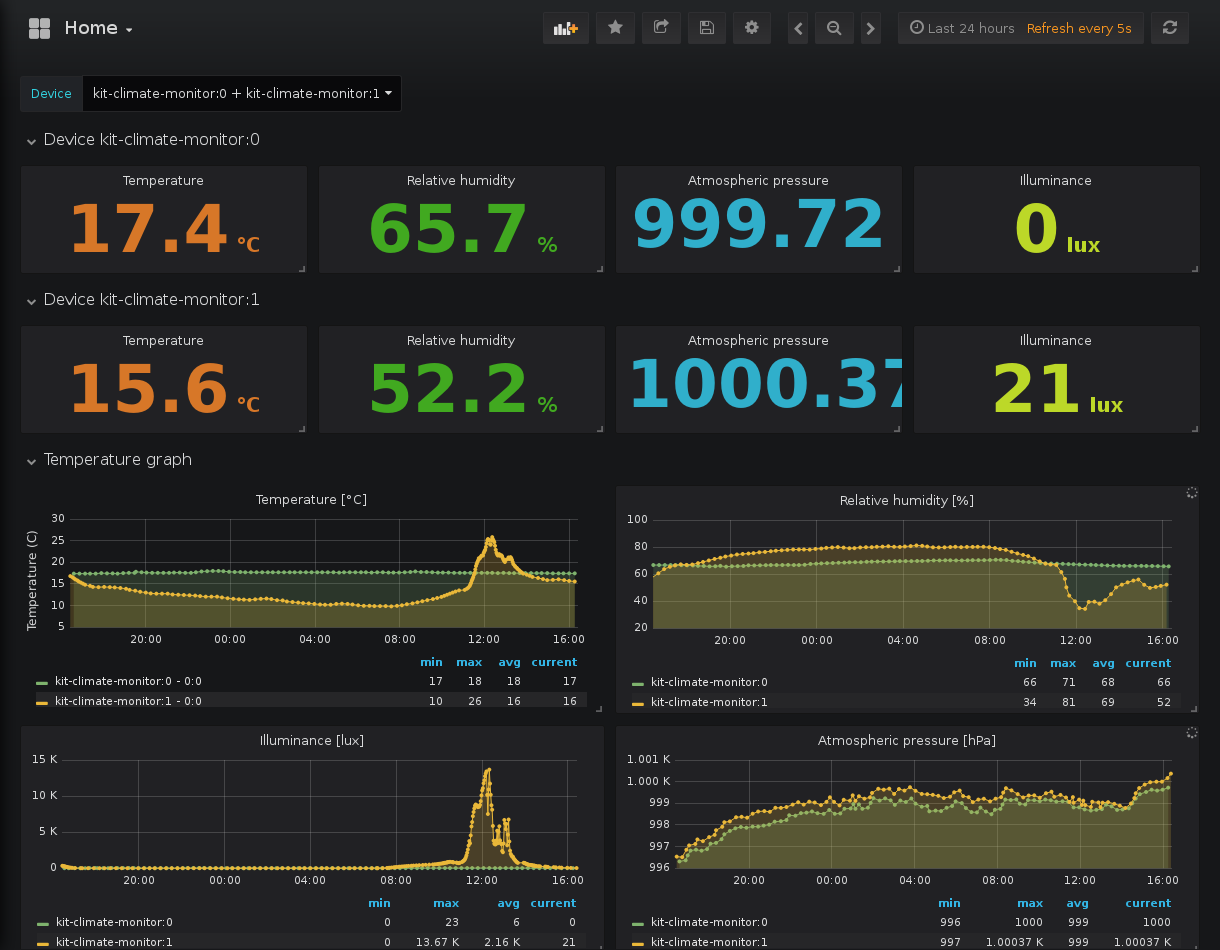 Home
Last 24 hours Refresh every 5s
Device kit-climate-monitor:0 + kit-climate-monitor:1
Device kit-climate-monitor:0
Temperature Relative humidity Atmospheric pressure Illuminance
17.4 °C 65.7 % 999.72 0 lux
Device kit-climate-monitor:1
Temperature Relative humidity Atmospheric pressure Illuminance
15.6 °C 52.2 % 1000.37 21 lux
Temperature graph
Temperature [°C]
Temperature (C)
30
25
20
15
10
5
20:00 00:00 04:00 08:00 12:00 16:00
min max avg current
kit-climate-monitor:0 - 0:0 17 18 18 17
kit-climate-monitor:1 - 0:0 10 26 16 16
Relative humidity [%]
100
80
60
40
20
20:00 00:00 04:00 08:00 12:00 16:00
min max avg current
kit-climate-monitor:0 66 71 68 66
kit-climate-monitor:1 34 81 69 52
Illuminance [lux]
15 K
10 K
5 K
0
20:00 00:00 04:00 08:00 12:00 16:00
min max avg current
kit-climate-monitor:0 0 23 6 0
kit-climate-monitor:1 0 13.67 K 2.16 K 21
Atmospheric pressure [hPa]
1.001 K
1.000 K
999
998
997
996
20:00 00:00 04:00 08:00 12:00 16:00
min max avg current
kit-climate-monitor:0 996 1000 999 1000
kit-climate-monitor:1 997 1.00037 K 999 1.00037 K